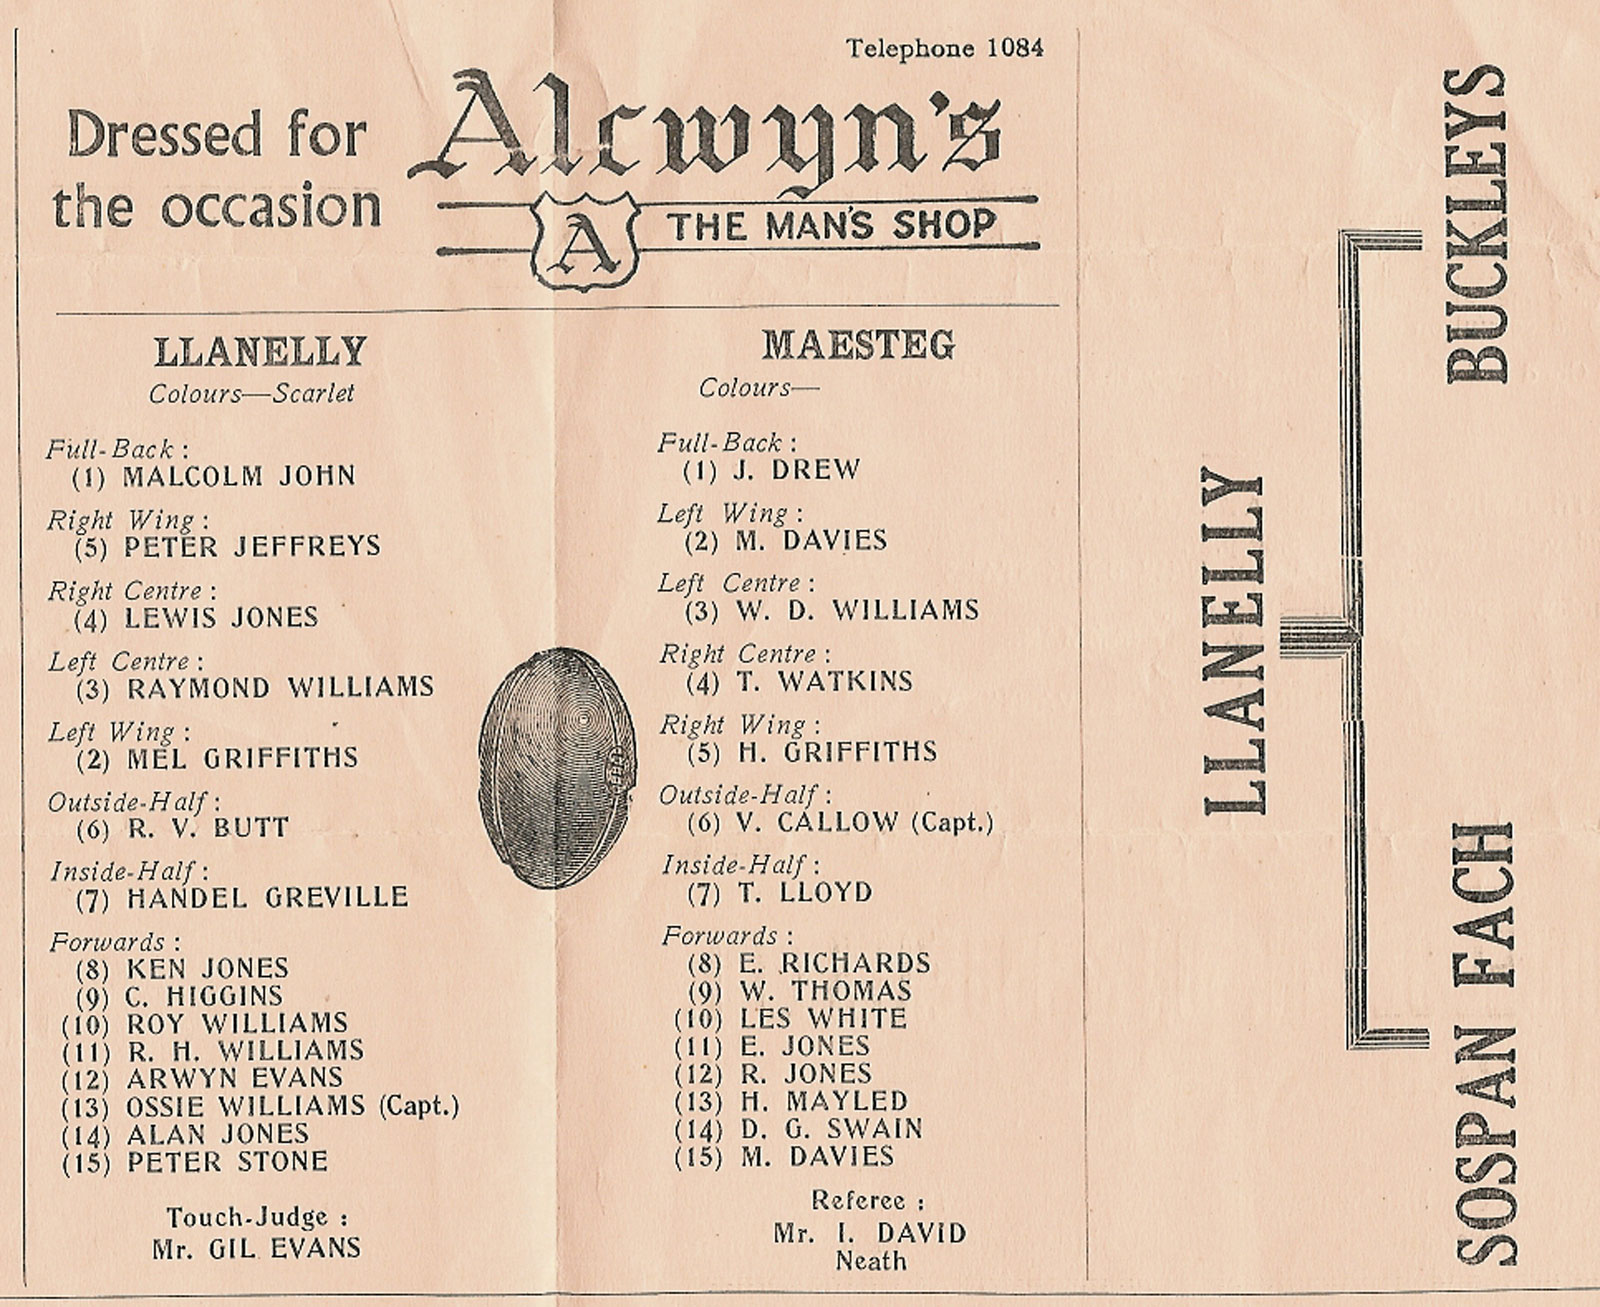 Telephone 1084
Dressed for
the occasion
Alcwyn's
A
THE MAN'S SHOP
LLANELLY
Colours—Scarlet
Full-Back :
(1) MALCOLM JOHN
Right Wing :
(5) PETER JEFFREYS
Right Centre :
(4) LEWIS JONES
Left Centre :
(3) RAYMOND WILLIAMS
Left Wing :
(2) MEL GRIFFITHS
Outside-Half :
(6) R. V. BUTT
Inside-Half :
(7) HANDEL GREVILLE
Forwards :
(8) KEN JONES
(9) C. HIGGINS
(10) ROY WILLIAMS
(11) R. H. WILLIAMS
(12) ARWYN EVANS
(13) OSSIE WILLIAMS (Capt.)
(14) ALAN JONES
(15) PETER STONE
Touch-Judge :
Mr. GIL EVANS
MAESTEG
Colours—
Full-Back :
(1) J. DREW
Left Wing :
(2) M. DAVIES
Left Centre :
(3) W. D. WILLIAMS
Right Centre :
(4) T. WATKINS
Right Wing :
(5) H. GRIFFITHS
Outside-Half :
(6) V. CALLOW (Capt.)
Inside-Half :
(7) T. LLOYD
Forwards :
(8) E. RICHARDS
(9) W. THOMAS
(10) LES WHITE
(11) E. JONES
(12) R. JONES
(13) H. MAYLED
(14) D. G. SWAIN
(15) M. DAVIES
Referee :
Mr. I. DAVID
Neath
LLANELLY
BUCKLEYS
SOSPAN FACH